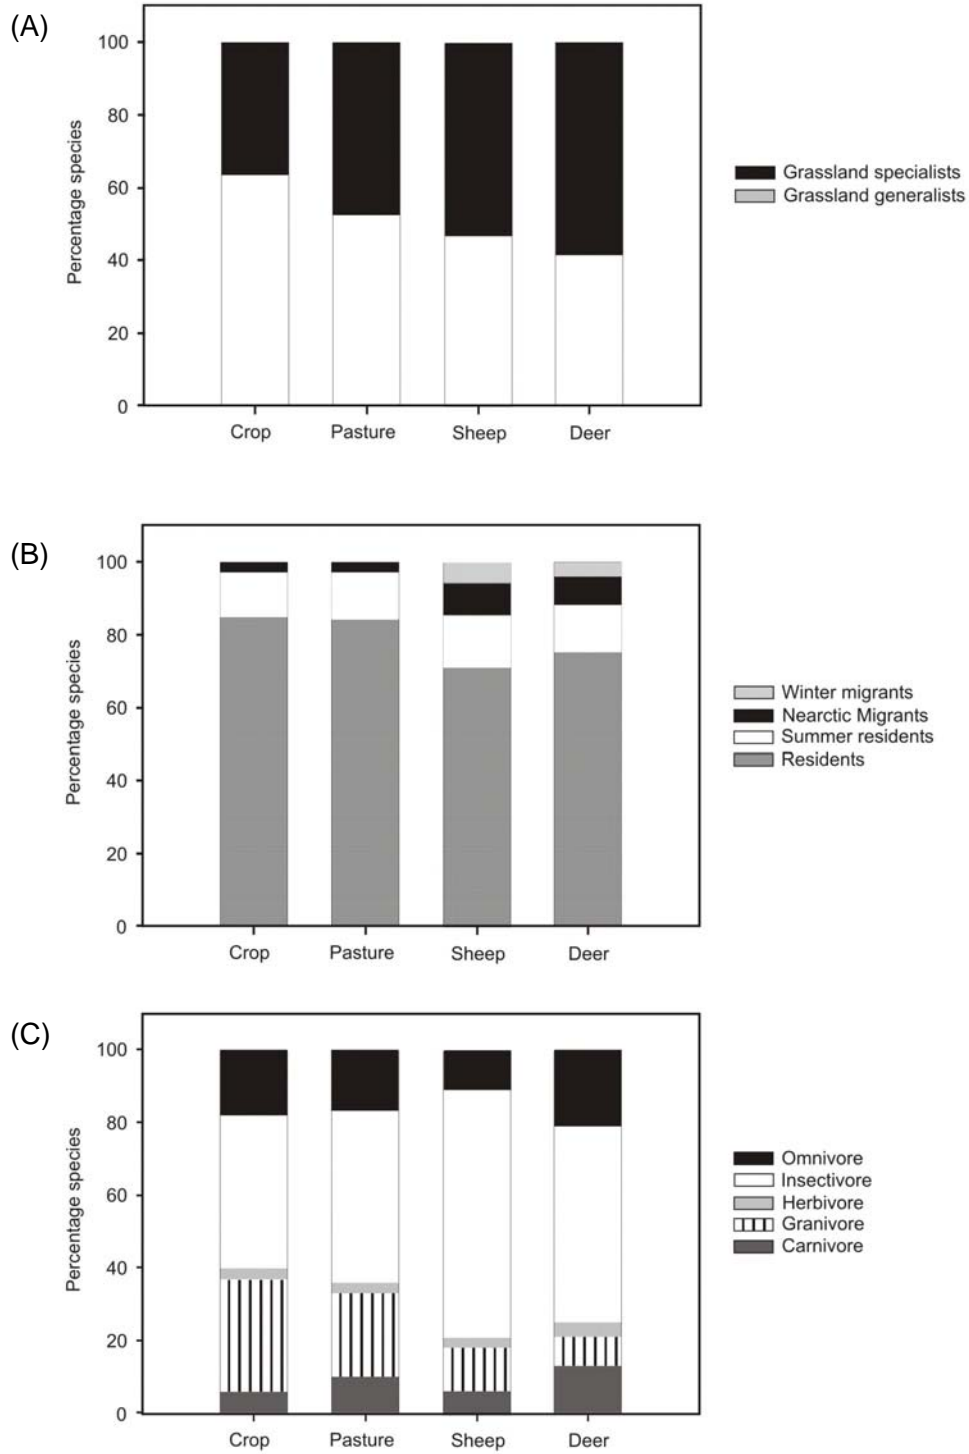 (A)
Percentage species
100
80
60
40
20
0
Crop Pasture Sheep Deer
Grassland specialists
Grassland generalists
(B)
Percentage species
100
80
60
40
20
0
Crop Pasture Sheep Deer
Winter migrants
Nearctic Migrants
Summer residents
Residents
(C)
Percentage species
100
80
60
40
20
0
Crop Pasture Sheep Deer
Omnivore
Insectivore
Herbivore
Granivore
Carnivore